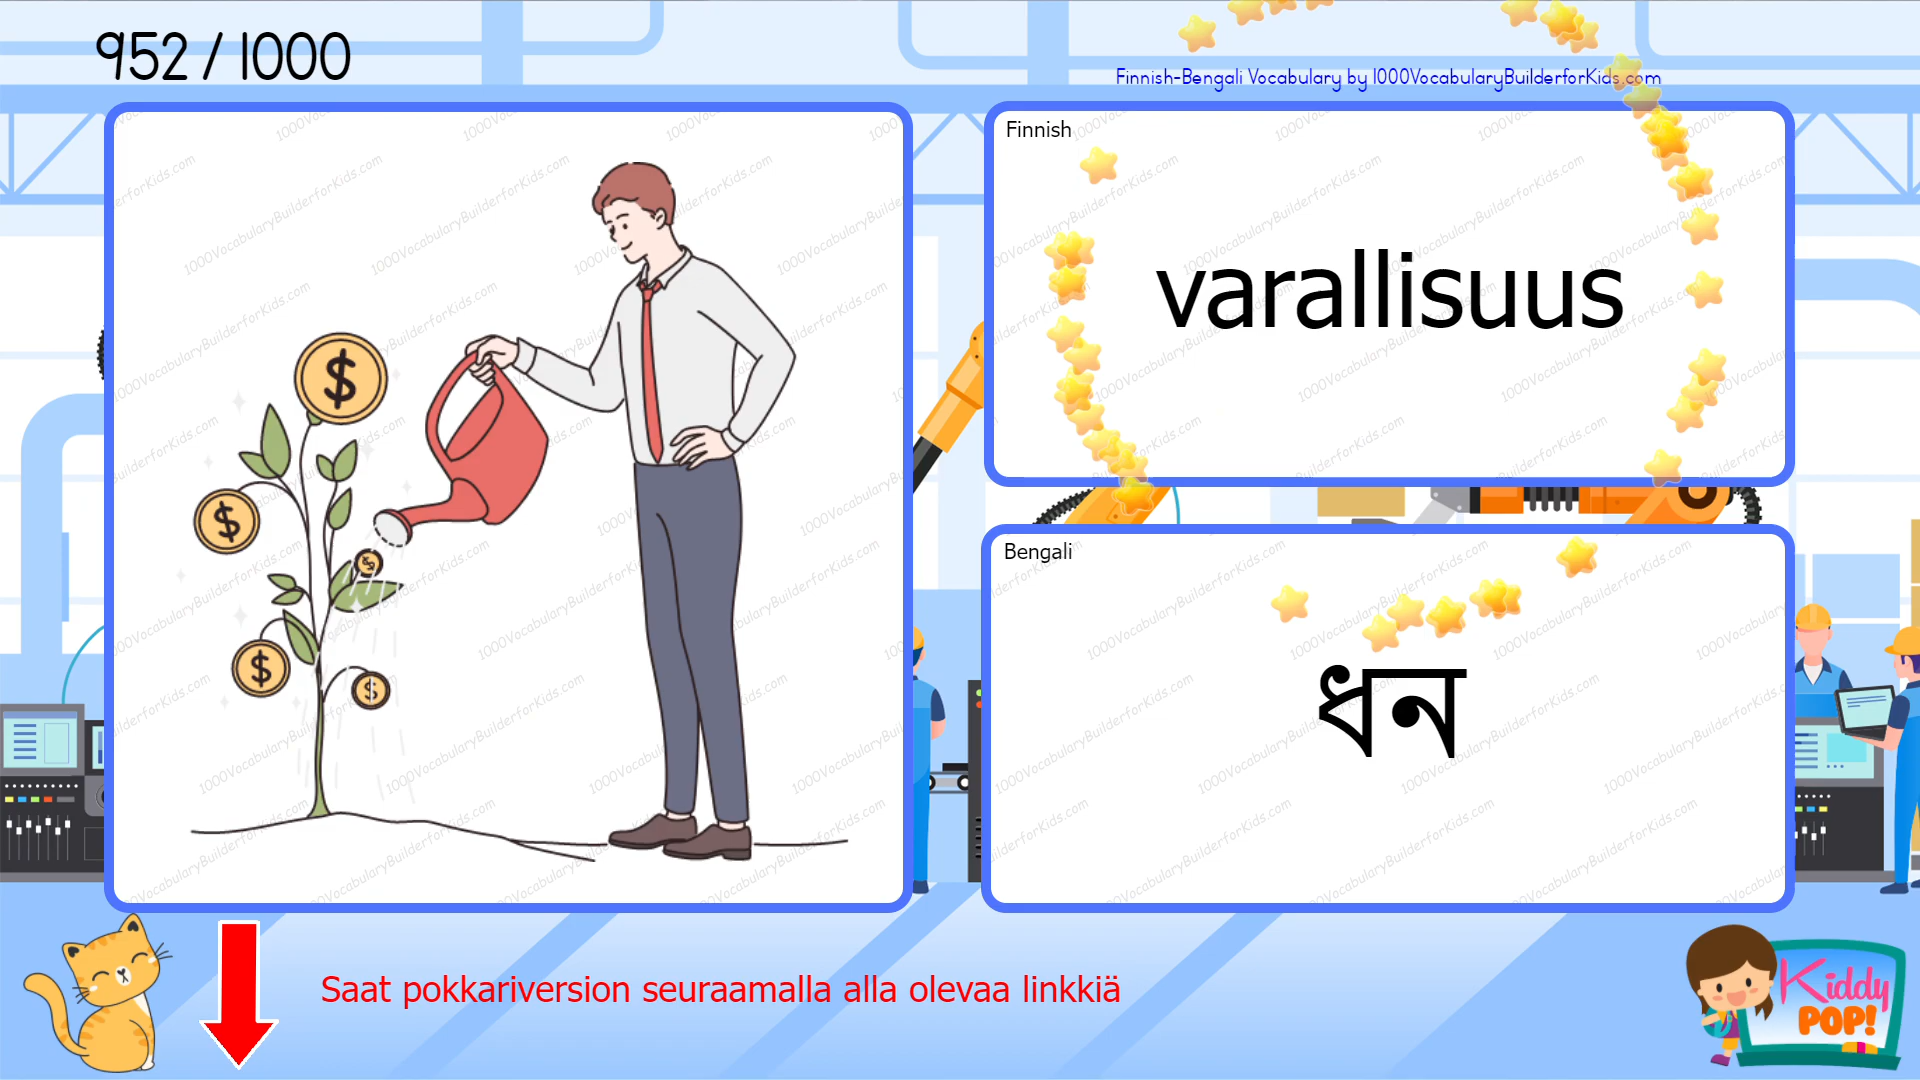 952 / 1000
Finnish-Bengali Vocabulary by 1000VocabularyBuilderforKids.com
Finnish
varallisuus
Bengali
ধন
Saat pokkariversion seuraamalla alla olevaa linkkiä
Kiddy
POP!